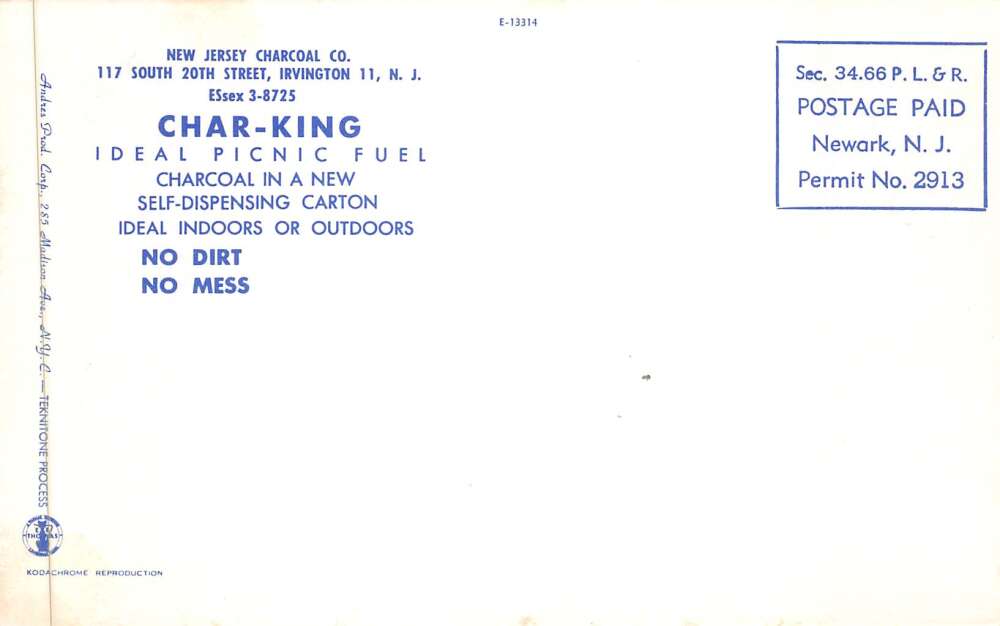 E-13314
NEW JERSEY CHARCOAL CO.
117 SOUTH 20TH STREET, IRVINGTON 11, N. J.
ESsex 3-8725
CHAR-KING
IDEAL PICNIC FUEL
CHARCOAL IN A NEW
SELF-DISPENSING CARTON
IDEAL INDOORS OR OUTDOORS
NO DIRT
NO MESS
Sec. 34.66 P. L. & R.
POSTAGE PAID
Newark, N. J.
Permit No. 2913
Andres Prod. Corp., 285 Madison Ave., N.Y.C. — TEKNITONE PROCESS
THOMAS
KODACHROME REPRODUCTION